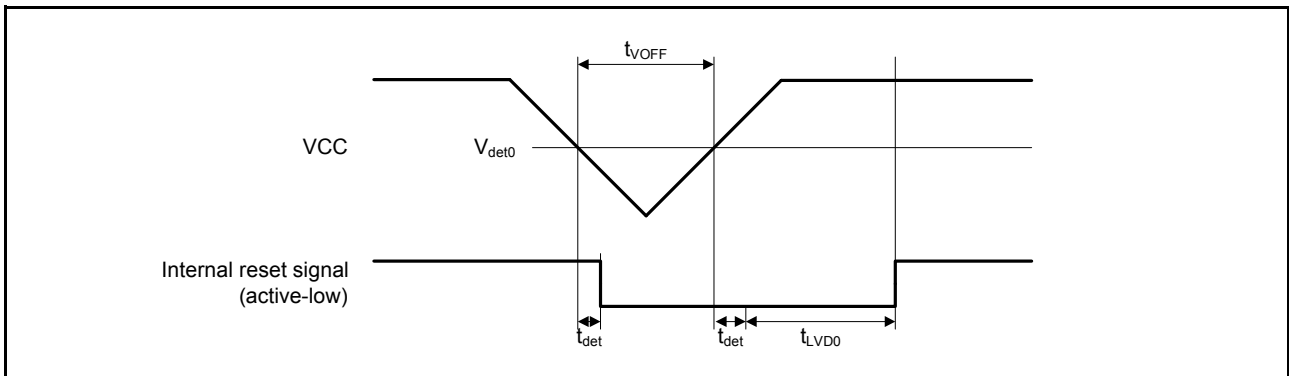 tVOFF
VCC
Vdet0
Internal reset signal
(active-low)
tdet
tdet
tLVD0